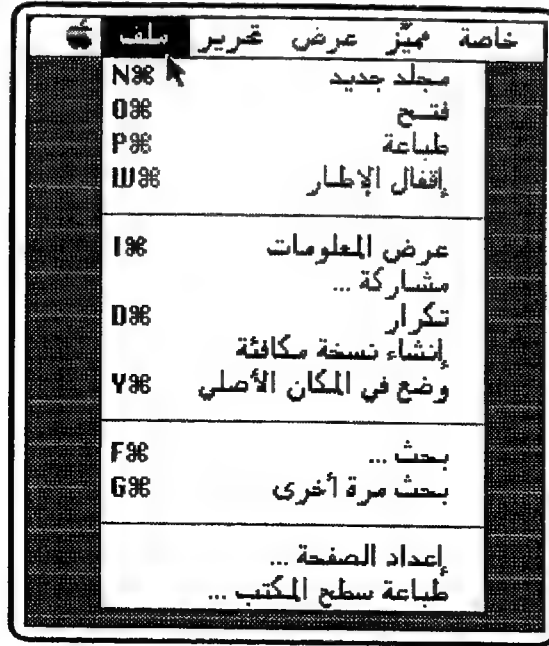 خاصة مميّز عرض تحرير ملف
مجلد جديد ⌘N
فتح ⌘O
طباعة ⌘P
إقفال الإطار ⌘W
عرض المعلومات ⌘I
مشاركة ...
تكرار ⌘D
إنشاء نسخة مكافئة
وضع في المكان الأصلي ⌘Y
بحث ... ⌘F
بحث مرة أخرى ⌘G
إعداد الصفحة ...
طباعة سطح المكتب ...